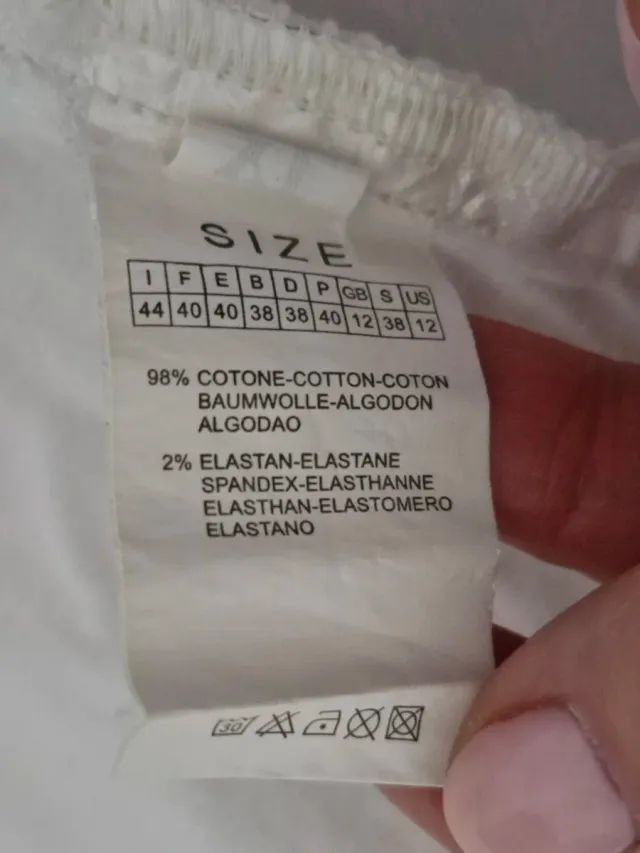 SIZE
I F E B D P GB S US
44 40 40 38 38 40 12 38 12
98% COTONE-COTTON-COTON
BAUMWOLLE-ALGODON
ALGODAO
2% ELASTAN-ELASTANE
SPANDEX-ELASTHANNE
ELASTHAN-ELASTOMERO
ELASTANO
30